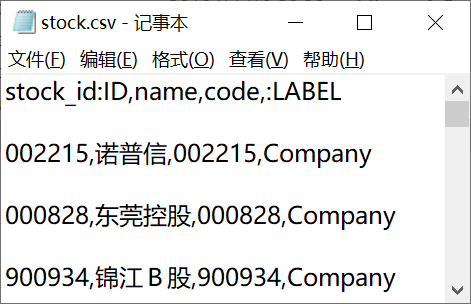 stock.csv - 记事本
文件(F) 编辑(E) 格式(O) 查看(V) 帮助(H)
stock_id:ID,name,code,:LABEL
002215,诺普信,002215,Company
000828,东莞控股,000828,Company
900934,锦江Ｂ股,900934,Company